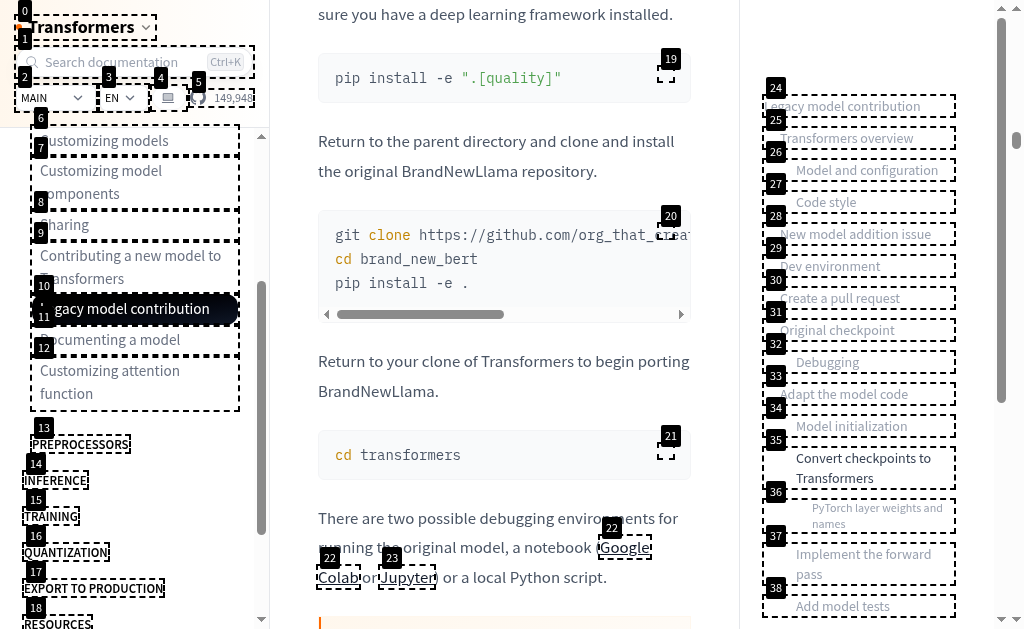 0
Transformers
1
Search documentation Ctrl+K
2 3 4 5
MAIN EN 149,948
6
Customizing models
7
Customizing model
components
8
Sharing
9
Contributing a new model to
Transformers
10
Legacy model contribution
11
Documenting a model
12
Customizing attention
function
13
PREPROCESSORS
14
INFERENCE
15
TRAINING
16
QUANTIZATION
17
EXPORT TO PRODUCTION
18
RESOURCES
sure you have a deep learning framework installed.
19
pip install -e ".[quality]"
Return to the parent directory and clone and install
the original BrandNewLlama repository.
20
git clone https://github.com/org_that_creat
cd brand_new_bert
pip install -e .
Return to your clone of Transformers to begin porting
BrandNewLlama.
21
cd transformers
There are two possible debugging environments for
22
running the original model, a notebook (Google
22 23
Colab or Jupyter) or a local Python script.
24
Legacy model contribution
25
Transformers overview
26
Model and configuration
27
Code style
28
New model addition issue
29
Dev environment
30
Create a pull request
31
Original checkpoint
32
Debugging
33
Adapt the model code
34
Model initialization
35
Convert checkpoints to
Transformers
36
PyTorch layer weights and
names
37
Implement the forward
pass
38
Add model tests